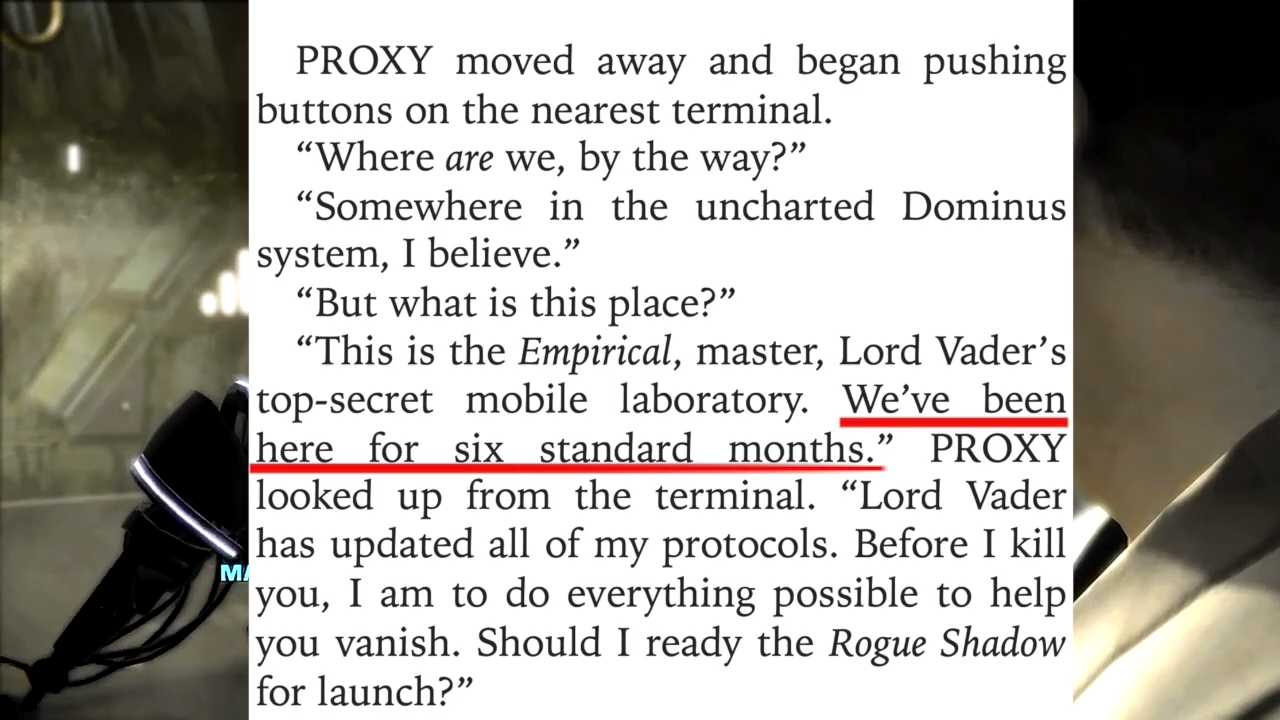 PROXY moved away and began pushing
buttons on the nearest terminal.
“Where are we, by the way?”
“Somewhere in the uncharted Dominus
system, I believe.”
“But what is this place?”
“This is the Empirical, master, Lord Vader’s
top-secret mobile laboratory. We’ve been
here for six standard months.” PROXY
looked up from the terminal. “Lord Vader
has updated all of my protocols. Before I kill
you, I am to do everything possible to help
you vanish. Should I ready the Rogue Shadow
for launch?”